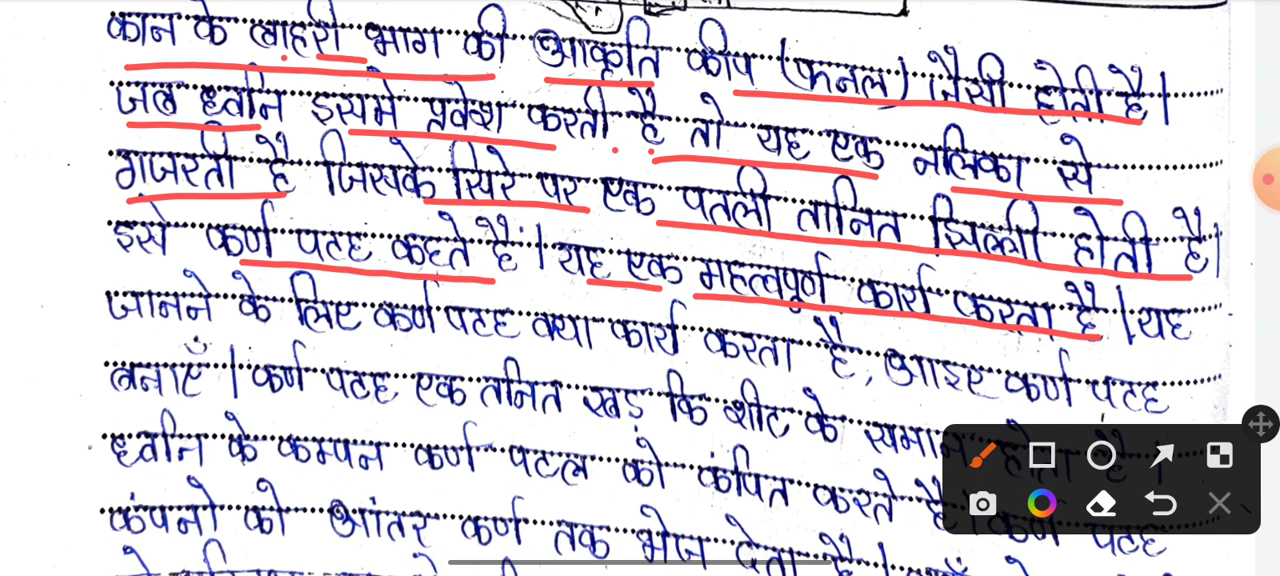 कान के बाहरी भाग की आकृति कीप (फनल) जैसी होती है।
जब ध्वनि इसमे प्रवेश करती है तो यह एक नलिका से
गुजरती है जिसके सिरे पर एक पतली तानित झिल्ली होती है।
इसे कर्ण पटह कहते हैं। यह एक महत्वपूर्ण कार्य करता है। यह
जानने के लिए कर्ण पटह क्या कार्य करता है, आइए कर्ण पटह
बनाएँ। कर्ण पटह एक तनित रबड़ कि शीट के समान होता है।
ध्वनि के कम्पन कर्ण पटल को कंपित करते है। कर्ण पटह
कंपनो को आंतर कर्ण तक भेज देता है।